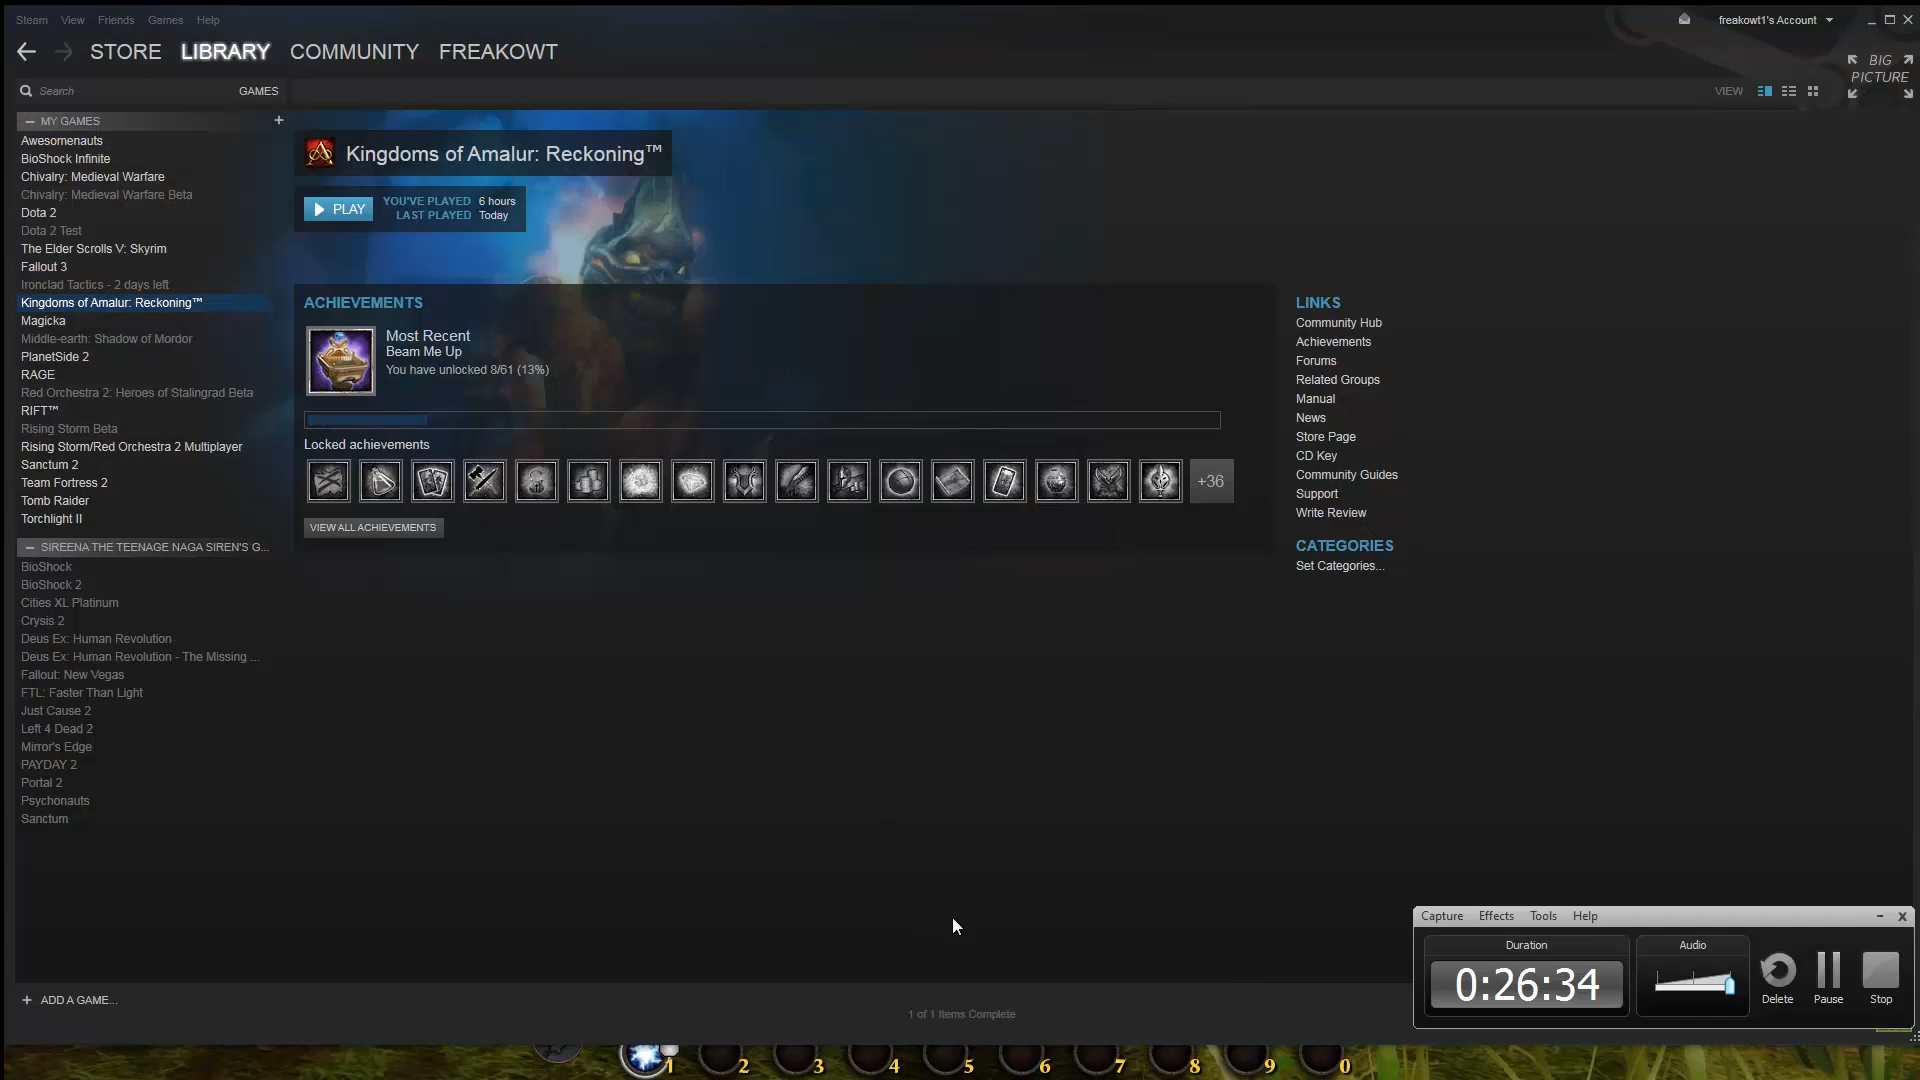 Steam View Friends Games Help
freakowt1's Account
STORE LIBRARY COMMUNITY FREAKOWT
BIG PICTURE
Search GAMES
VIEW
— MY GAMES +
Awesomenauts
BioShock Infinite
Chivalry: Medieval Warfare
Chivalry: Medieval Warfare Beta
Dota 2
Dota 2 Test
The Elder Scrolls V: Skyrim
Fallout 3
Ironclad Tactics - 2 days left
Kingdoms of Amalur: Reckoning™
Magicka
Middle-earth: Shadow of Mordor
PlanetSide 2
RAGE
Red Orchestra 2: Heroes of Stalingrad Beta
RIFT™
Rising Storm Beta
Rising Storm/Red Orchestra 2 Multiplayer
Sanctum 2
Team Fortress 2
Tomb Raider
Torchlight II
— SIREENA THE TEENAGE NAGA SIREN'S G...
BioShock
BioShock 2
Cities XL Platinum
Crysis 2
Deus Ex: Human Revolution
Deus Ex: Human Revolution - The Missing ...
Fallout: New Vegas
FTL: Faster Than Light
Just Cause 2
Left 4 Dead 2
Mirror's Edge
PAYDAY 2
Portal 2
Psychonauts
Sanctum
+ ADD A GAME...
Kingdoms of Amalur: Reckoning™
PLAY
YOU'VE PLAYED 6 hours
LAST PLAYED Today
ACHIEVEMENTS
Most Recent
Beam Me Up
You have unlocked 8/61 (13%)
Locked achievements
+36
VIEW ALL ACHIEVEMENTS
LINKS
Community Hub
Achievements
Forums
Related Groups
Manual
News
Store Page
CD Key
Community Guides
Support
Write Review
CATEGORIES
Set Categories...
1 of 1 Items Complete
Capture Effects Tools Help
Duration
0:26:34
Audio
Delete Pause Stop
1 2 3 4 5 6 7 8 9 0